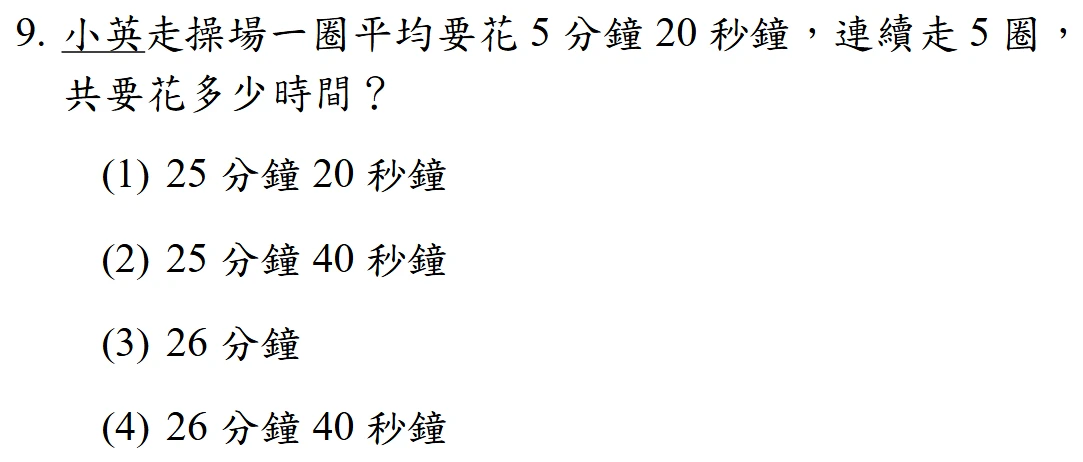 9. 小英走操場一圈平均要花 5 分鐘 20 秒鐘，連續走 5 圈，
共要花多少時間？
(1) 25 分鐘 20 秒鐘
(2) 25 分鐘 40 秒鐘
(3) 26 分鐘
(4) 26 分鐘 40 秒鐘